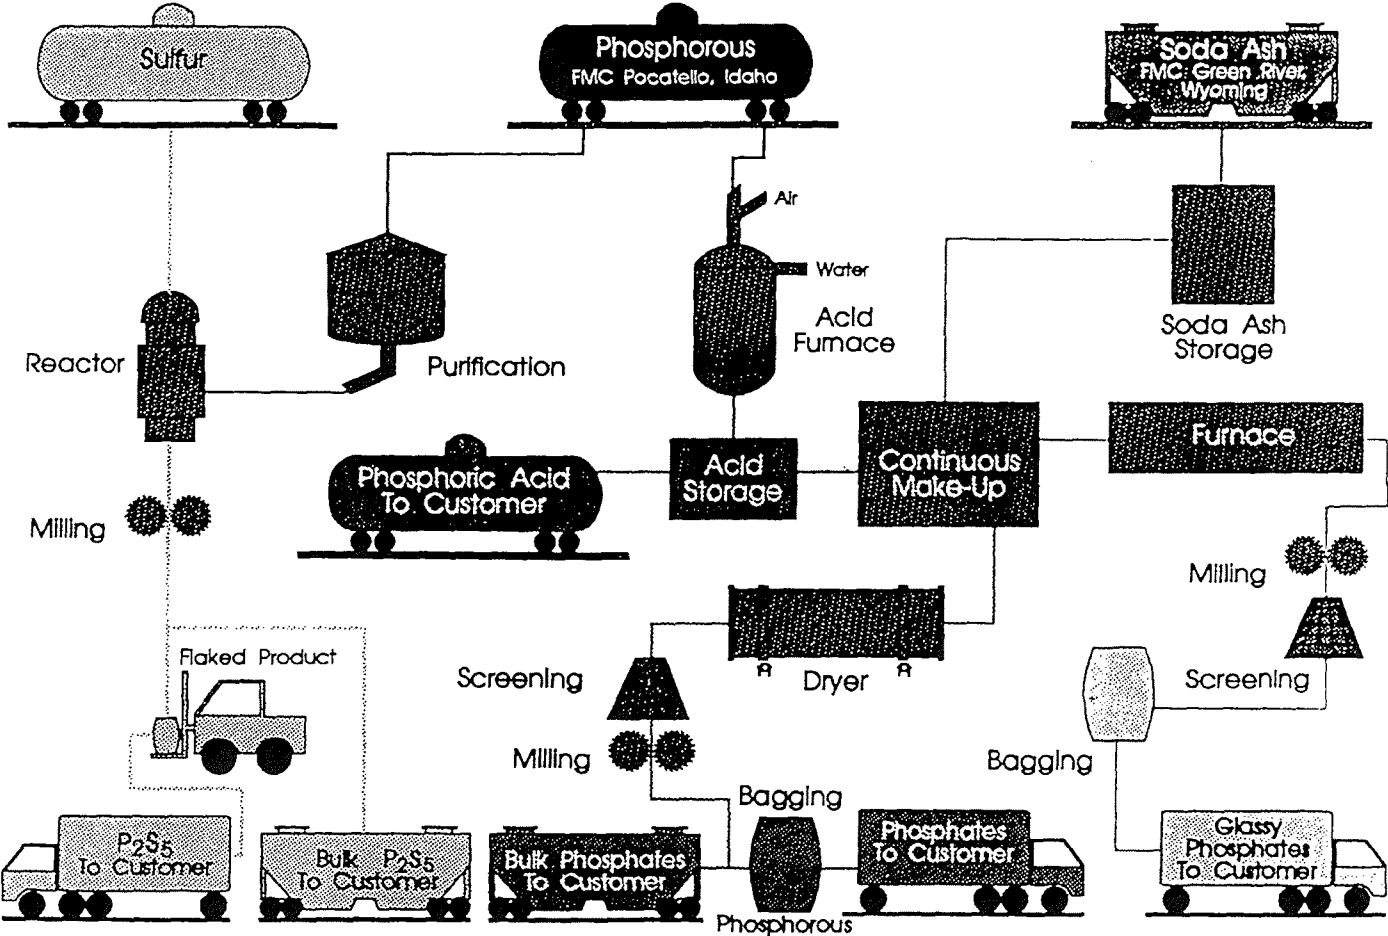 Sulfur
Phosphorous
FMC Pocatello, Idaho
Soda Ash
FMC Green River,
Wyoming
Air
Water
Acid
Furnace
Soda Ash
Storage
Reactor
Purification
Furnace
Phosphoric Acid
To Customer
Acid
Storage
Continuous
Make-Up
Milling
Milling
Flaked Product
Screening
Dryer
Screening
Milling
Bagging
Bagging
P₂S₅
To Customer
Bulk P₂S₅
To Customer
Bulk Phosphates
To Customer
Phosphates
To Customer
Glassy
Phosphates
To Customer
Phosphorous